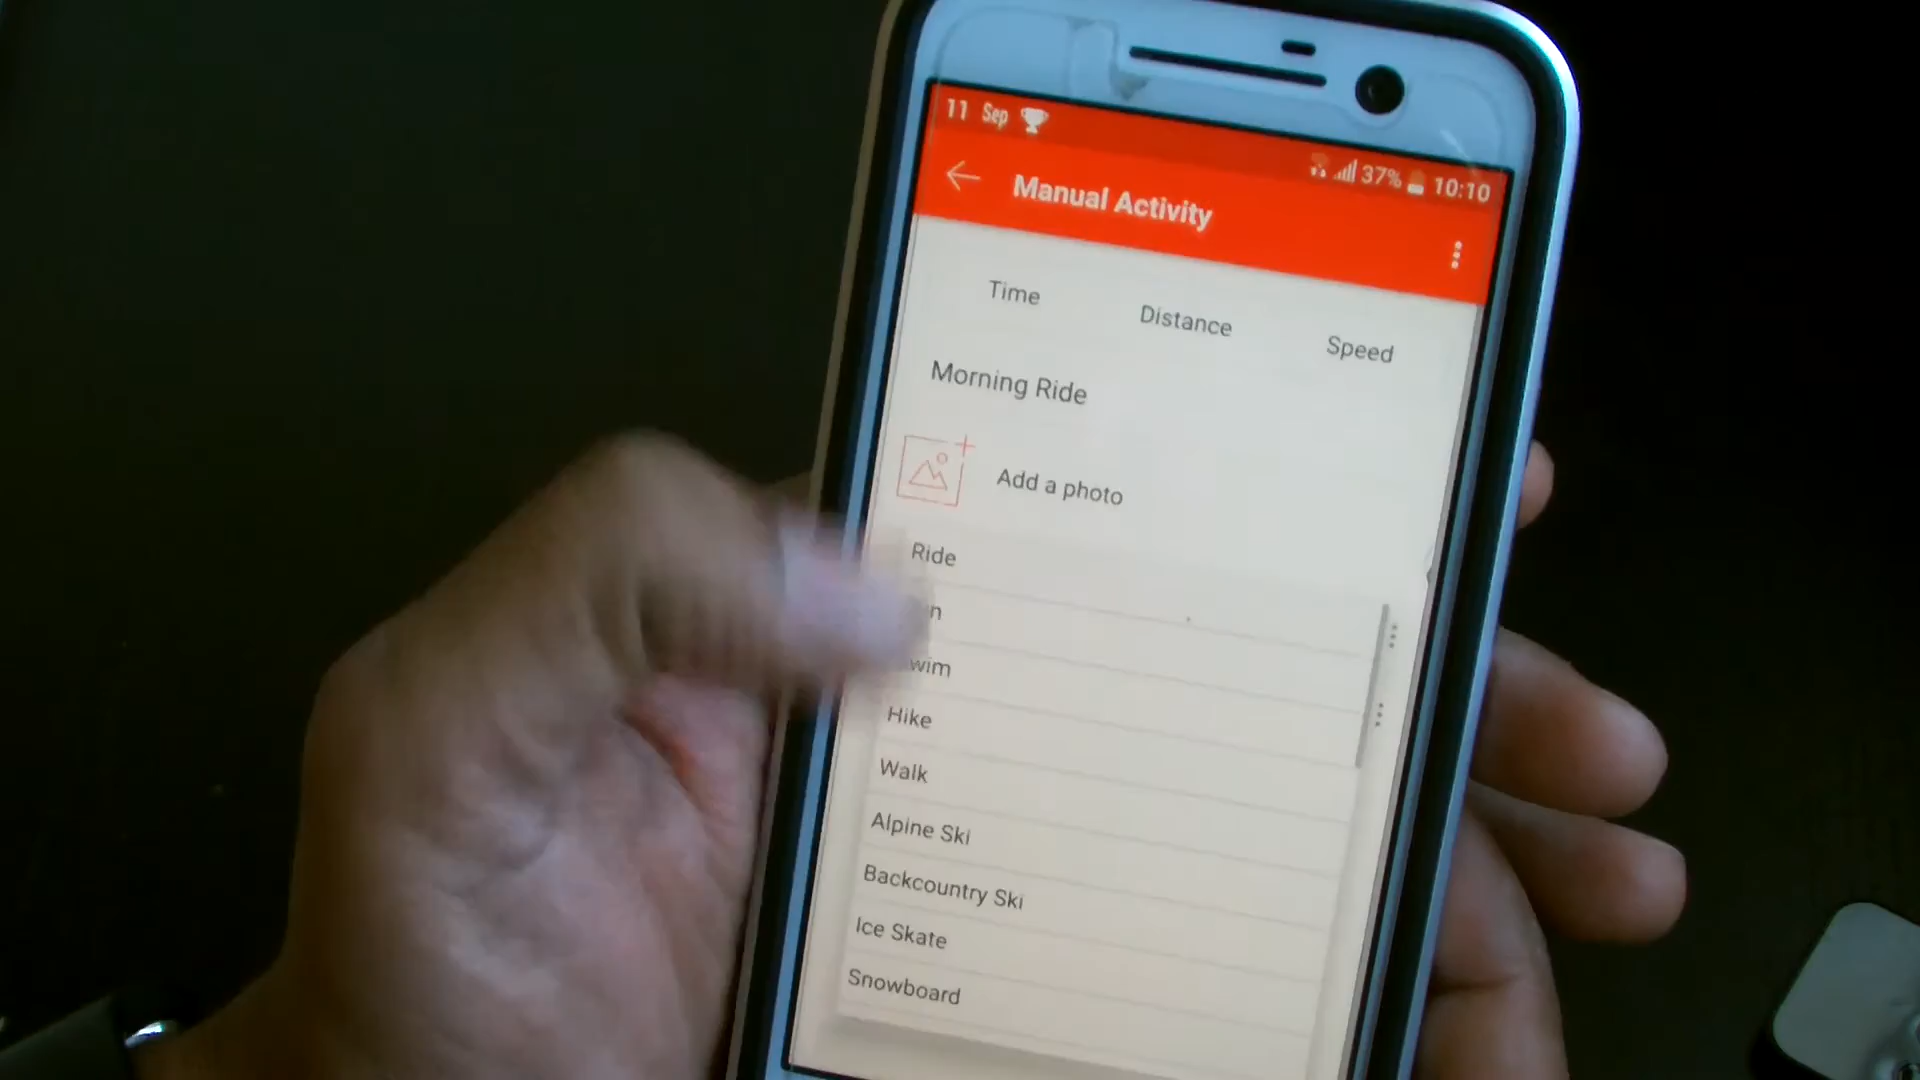 11 Sep
37% 10:10
Manual Activity
Time Distance Speed
Morning Ride
Add a photo
Ride
n
wim
Hike
Walk
Alpine Ski
Backcountry Ski
Ice Skate
Snowboard